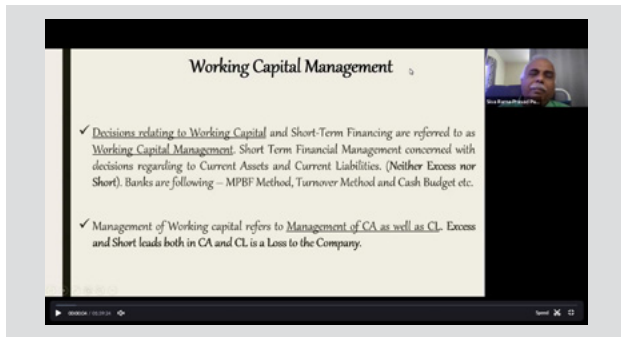 Working Capital Management
✓ Decisions relating to Working Capital and Short-Term Financing are referred to as
Working Capital Management. Short Term Financial Management concerned with
decisions regarding to Current Assets and Current Liabilities. (Neither Excess nor
Short). Banks are following – MPBF Method, Turnover Method and Cash Budget etc.
✓ Management of Working capital refers to Management of CA as well as CL. Excess
and Short leads both in CA and CL is a Loss to the Company.
Speed